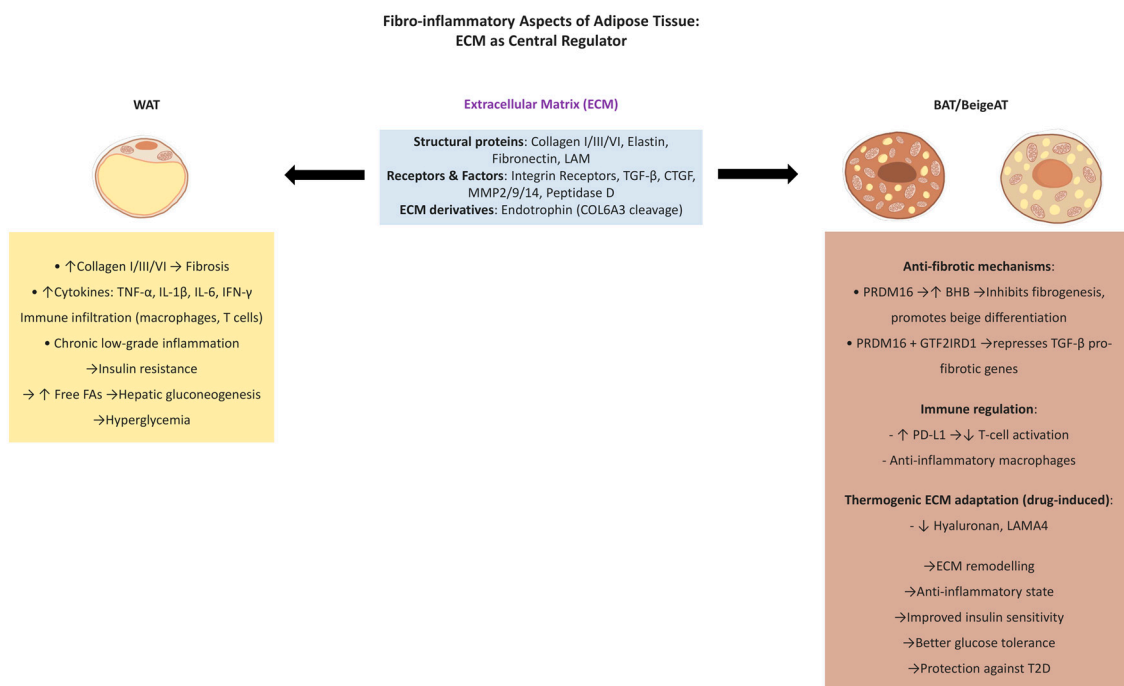 Fibro-inflammatory Aspects of Adipose Tissue:
ECM as Central Regulator
WAT
Extracellular Matrix (ECM)
BAT/BeigeAT
Structural proteins: Collagen I/III/VI, Elastin,
Fibronectin, LAM
Receptors & Factors: Integrin Receptors, TGF-β, CTGF,
MMP2/9/14, Peptidase D
ECM derivatives: Endotrophin (COL6A3 cleavage)
• ↑Collagen I/III/VI → Fibrosis
• ↑Cytokines: TNF-α, IL-1β, IL-6, IFN-γ
Immune infiltration (macrophages, T cells)
• Chronic low-grade inflammation
→Insulin resistance
→ ↑ Free FAs →Hepatic gluconeogenesis
→Hyperglycemia
Anti-fibrotic mechanisms:
• PRDM16 →↑ BHB →Inhibits fibrogenesis,
promotes beige differentiation
• PRDM16 + GTF2IRD1 →represses TGF-β pro-
fibrotic genes
Immune regulation:
- ↑ PD-L1 →↓ T-cell activation
- Anti-inflammatory macrophages
Thermogenic ECM adaptation (drug-induced):
- ↓ Hyaluronan, LAMA4
→ECM remodelling
→Anti-inflammatory state
→Improved insulin sensitivity
→Better glucose tolerance
→Protection against T2D